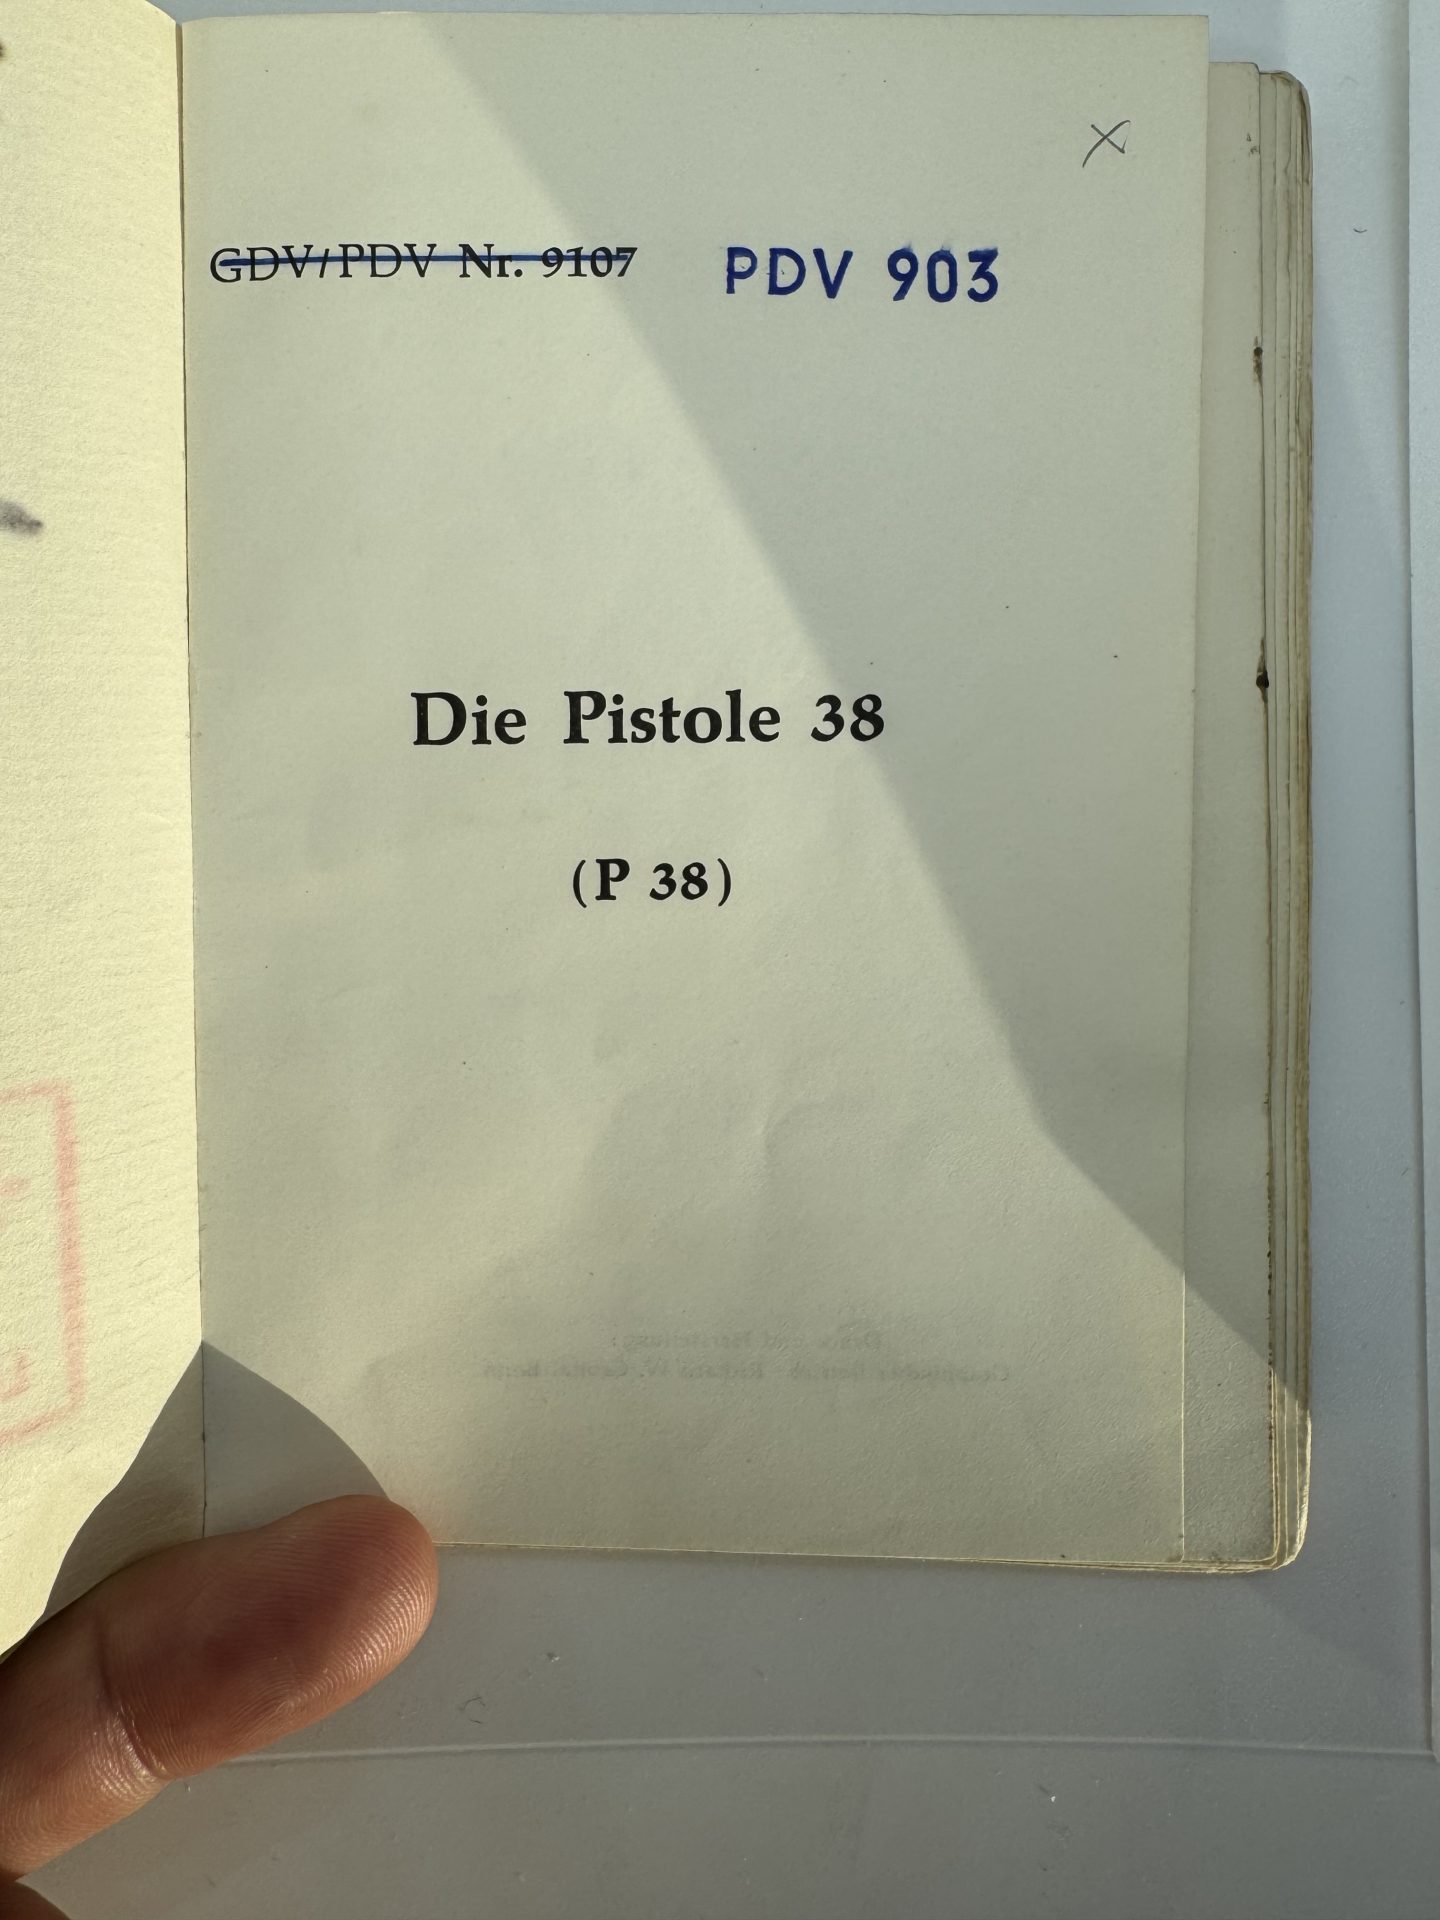 GDV/PDV Nr. 9107 PDV 903
Die Pistole 38
(P 38)